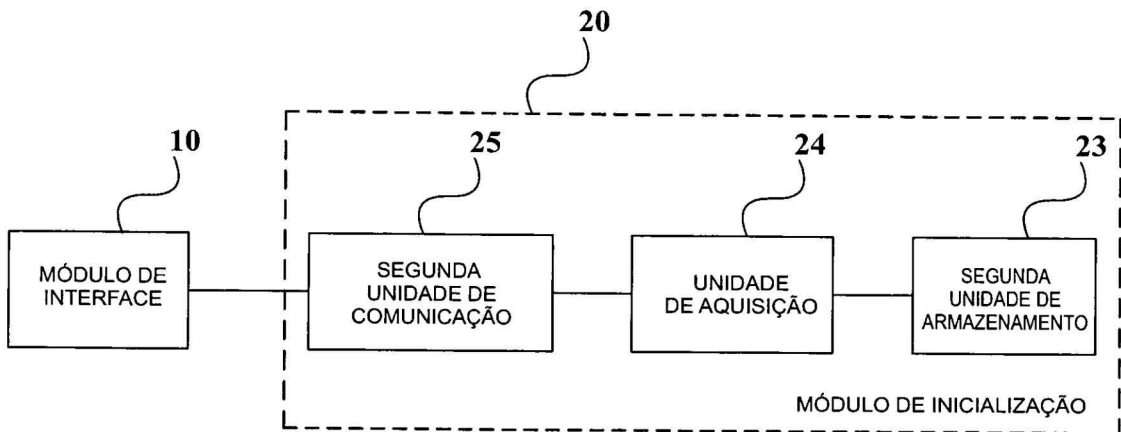 20
10
25
24
23
MÓDULO DE
INTERFACE
SEGUNDA
UNIDADE DE
COMUNICAÇÃO
UNIDADE
DE AQUISIÇÃO
SEGUNDA
UNIDADE DE
ARMAZENAMENTO
MÓDULO DE INICIALIZAÇÃO